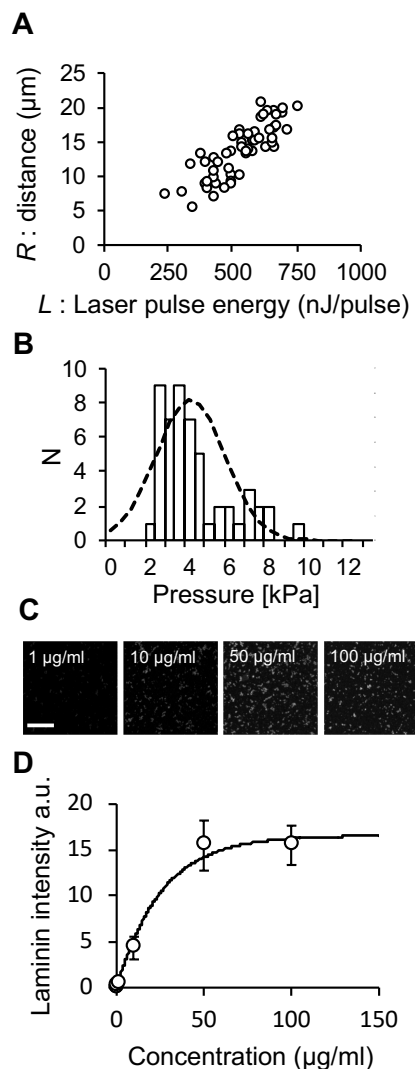 A
R : distance (µm)
25
20
15
10
5
0
0 250 500 750 1000
L : Laser pulse energy (nJ/pulse)
B
N
10
8
6
4
2
0
0 2 4 6 8 10 12
Pressure [kPa]
C
1 µg/ml 10 µg/ml 50 µg/ml 100 µg/ml
D
Laminin intensity a.u.
20
15
10
5
0
0 50 100 150
Concentration (µg/ml)